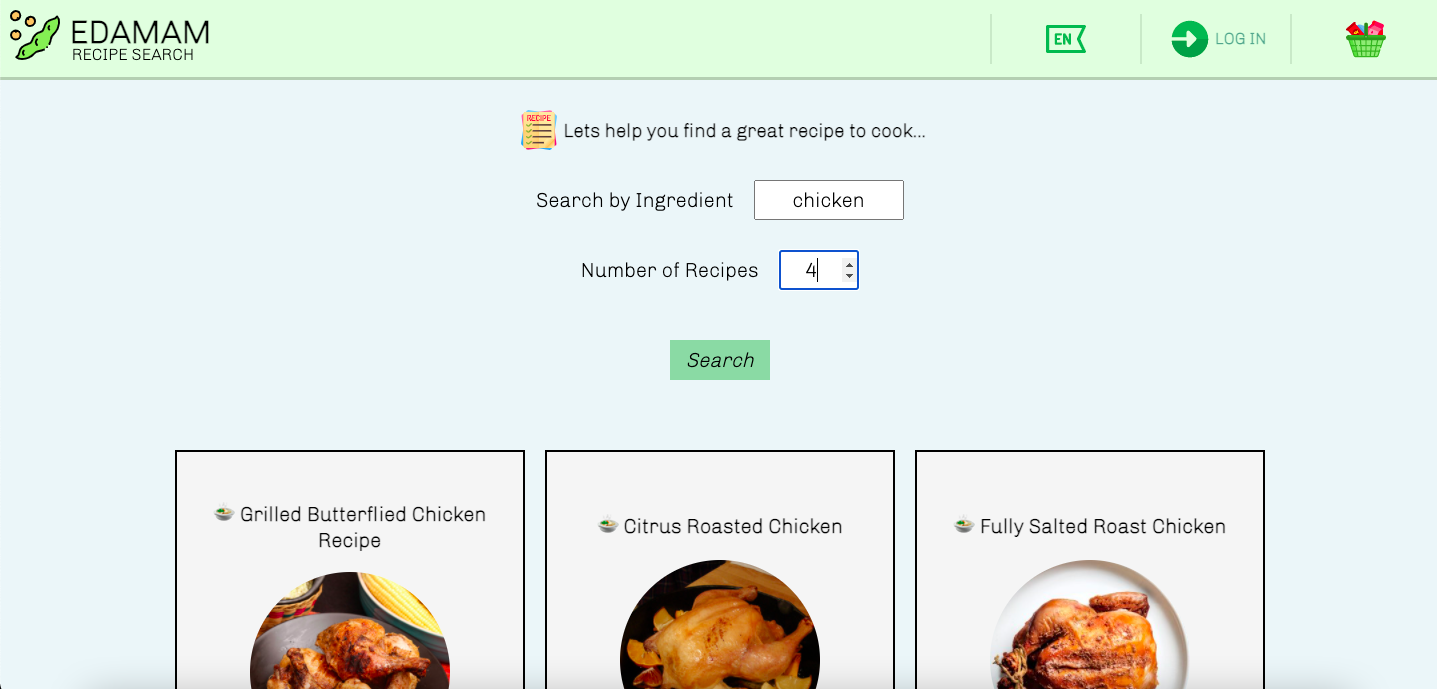 EDAMAM
RECIPE SEARCH
EN
LOG IN
RECIPE
Lets help you find a great recipe to cook...
Search by Ingredient chicken
Number of Recipes 4
Search
Grilled Butterflied Chicken
Recipe
Citrus Roasted Chicken
Fully Salted Roast Chicken